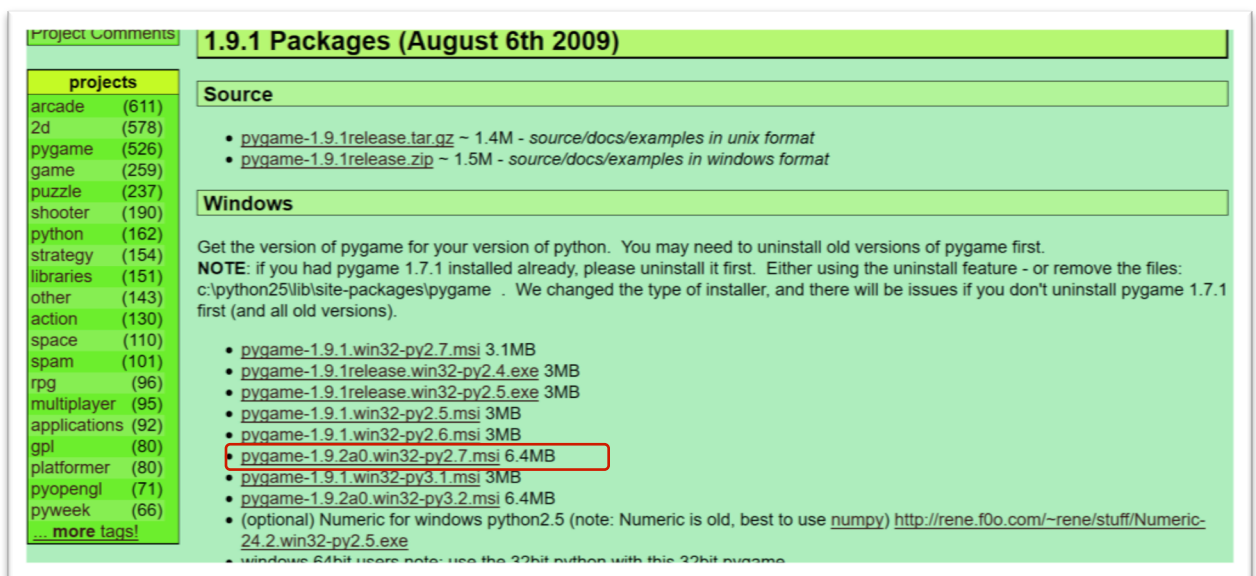 Project Comments
projects
arcade (611)
2d (578)
pygame (526)
game (259)
puzzle (237)
shooter (190)
python (162)
strategy (154)
libraries (151)
other (143)
action (130)
space (110)
spam (101)
rpg (96)
multiplayer (95)
applications (92)
gpl (80)
platformer (80)
pyopengl (71)
pyweek (66)
... more tags!
1.9.1 Packages (August 6th 2009)
Source
• pygame-1.9.1release.tar.gz ~ 1.4M - source/docs/examples in unix format
• pygame-1.9.1release.zip ~ 1.5M - source/docs/examples in windows format
Windows
Get the version of pygame for your version of python. You may need to uninstall old versions of pygame first.
NOTE: if you had pygame 1.7.1 installed already, please uninstall it first. Either using the uninstall feature - or remove the files:
c:\python25\lib\site-packages\pygame . We changed the type of installer, and there will be issues if you don't uninstall pygame 1.7.1
first (and all old versions).
• pygame-1.9.1.win32-py2.7.msi 3.1MB
• pygame-1.9.1release.win32-py2.4.exe 3MB
• pygame-1.9.1release.win32-py2.5.exe 3MB
• pygame-1.9.1.win32-py2.5.msi 3MB
• pygame-1.9.1.win32-py2.6.msi 3MB
• pygame-1.9.2a0.win32-py2.7.msi 6.4MB
• pygame-1.9.1.win32-py3.1.msi 3MB
• pygame-1.9.2a0.win32-py3.2.msi 6.4MB
• (optional) Numeric for windows python2.5 (note: Numeric is old, best to use numpy) http://rene.f0o.com/~rene/stuff/Numeric-
24.2.win32-py2.5.exe
• windows 64bit users note: use the 32bit python with this 32bit pygame